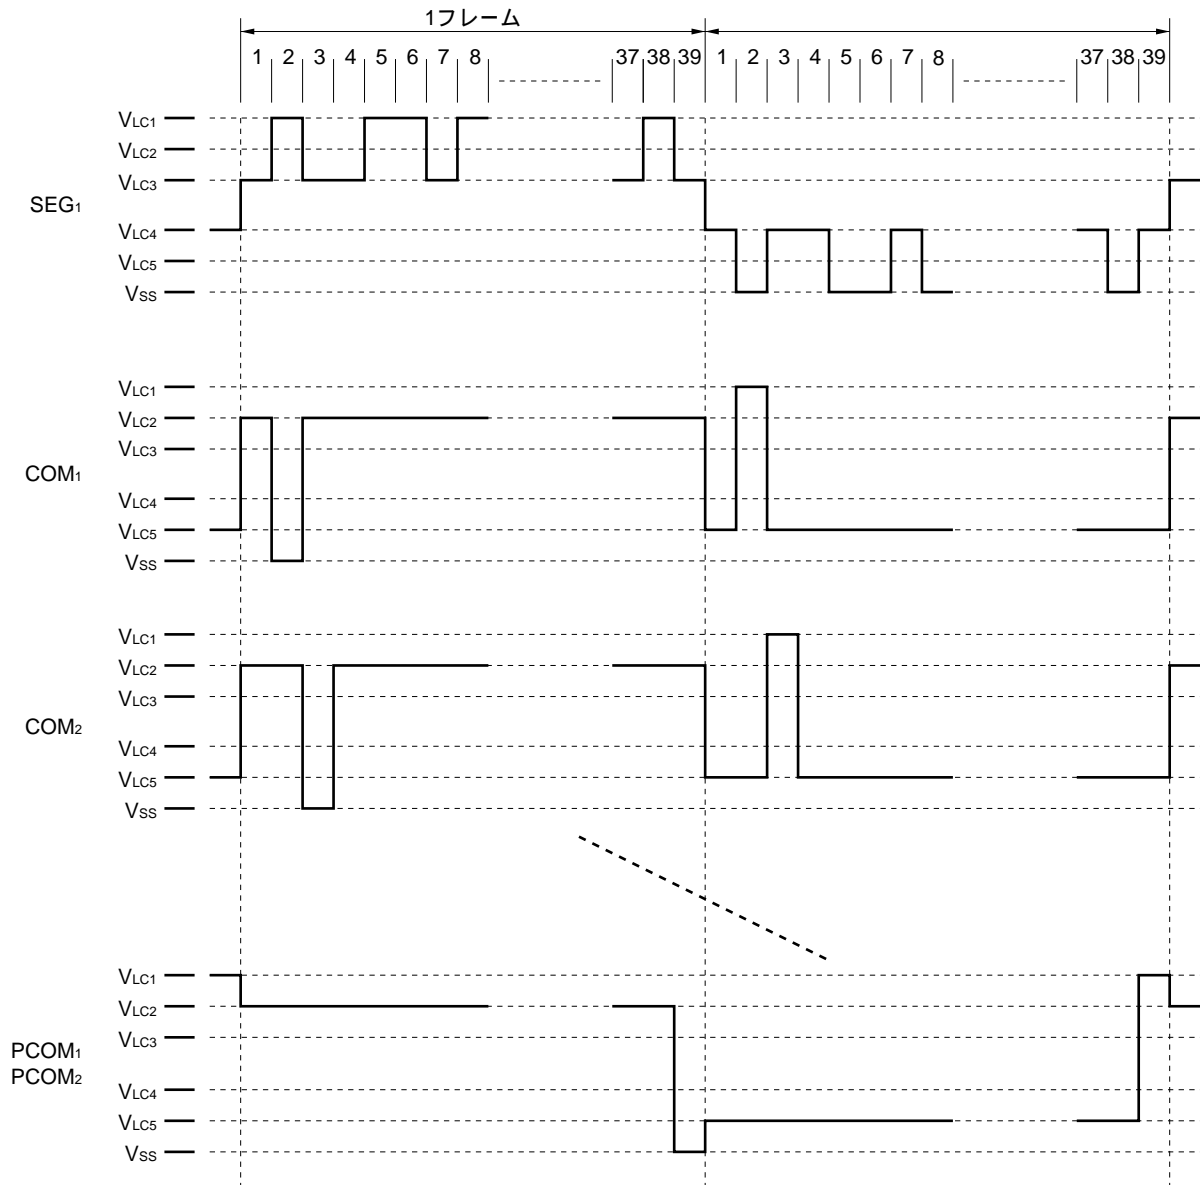 1フレーム
1 2 3 4 5 6 7 8 37 38 39 1 2 3 4 5 6 7 8 37 38 39
SEG1
VLC1
VLC2
VLC3
VLC4
VLC5
VSS
COM1
VLC1
VLC2
VLC3
VLC4
VLC5
VSS
COM2
VLC1
VLC2
VLC3
VLC4
VLC5
VSS
PCOM1
PCOM2
VLC1
VLC2
VLC3
VLC4
VLC5
VSS